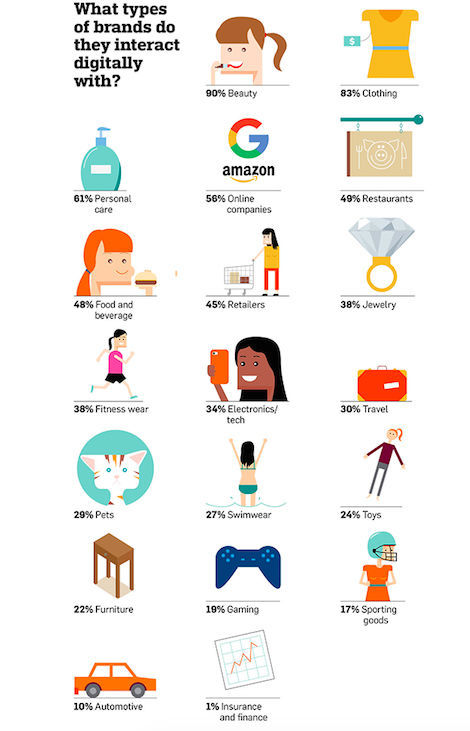 What types
of brands do
they interact
digitally
with?
90% Beauty
$
83% Clothing
61% Personal
care
G
amazon
56% Online
companies
49% Restaurants
48% Food and
beverage
45% Retailers
38% Jewelry
38% Fitness wear
34% Electronics/
tech
30% Travel
29% Pets
27% Swimwear
24% Toys
22% Furniture
19% Gaming
17% Sporting
goods
10% Automotive
1% Insurance
and finance